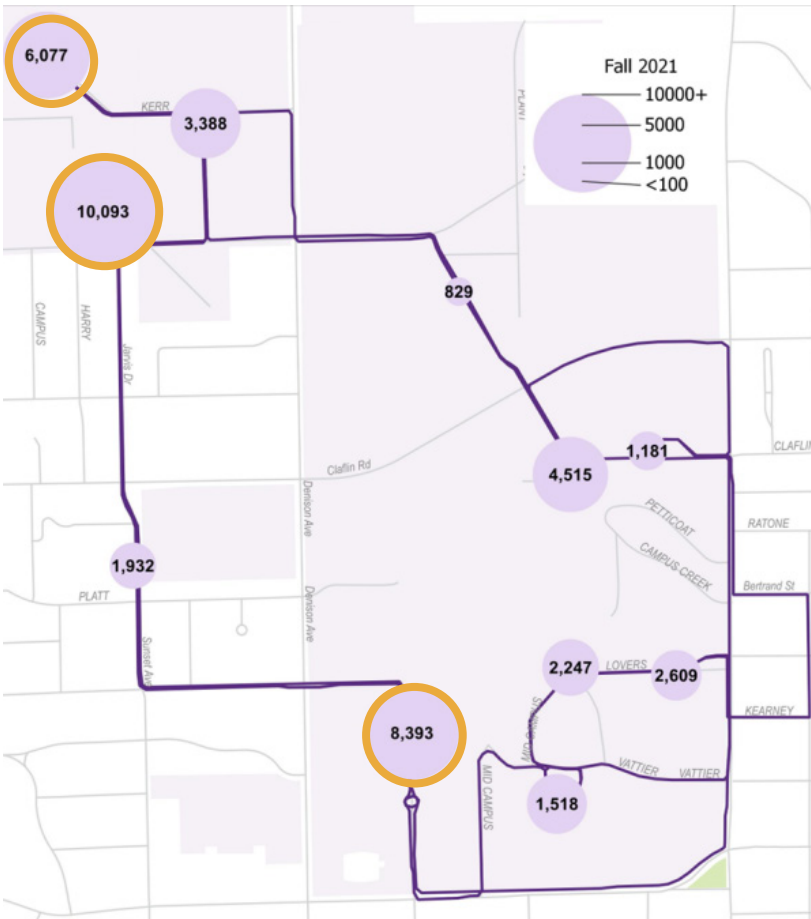 6,077
Fall 2021
10000+
5000
1000
<100
KERR
3,388
10,093
829
CAMPUS
HARRY
Jarvis Dr
Claflin Rd
4,515
1,181
CLAFLIN
Denison Ave
PETTICOAT
RATONE
CAMPUS CREEK
1,932
PLATT
Denison Ave
Bertrand St
Sunset Ave
2,247
LOVERS
2,609
KEARNEY
8,393
MID CAMPUS
VATTIER
VATTIER
MID CAMPUS
1,518